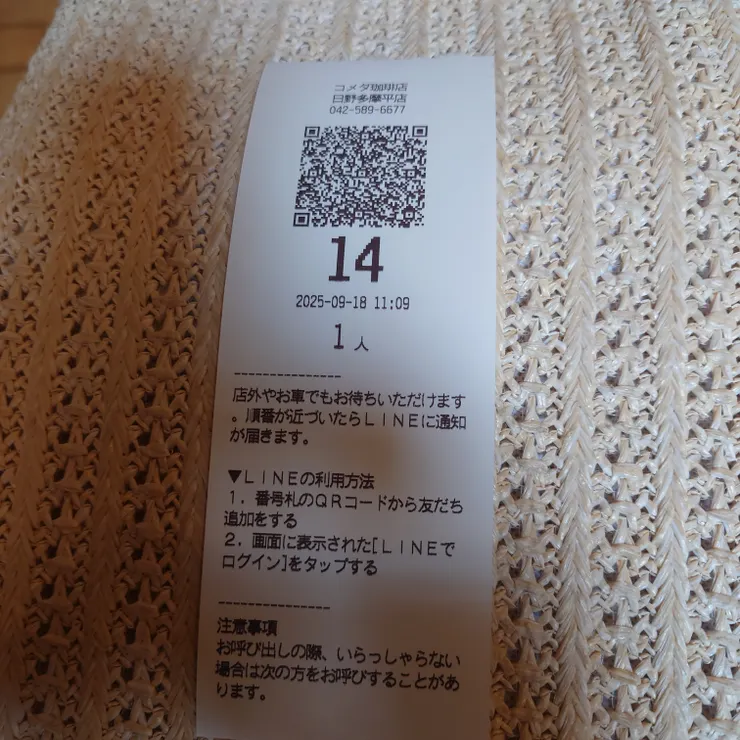 コメダ珈琲店
日野多摩平店
042-589-6677
14
2025-09-18 11:09
1人
---------------
店外やお車でもお待ちいただけます
。順番が近づいたらLINEに通知
が届きます。
▼LINEの利用方法
1．番号札のQRコードから友だち
追加をする
2．画面に表示された[LINEで
ログイン]をタップする
---------------
注意事項
お呼び出しの際、いらっしゃらない
場合は次の方をお呼びすることがあ
ります。